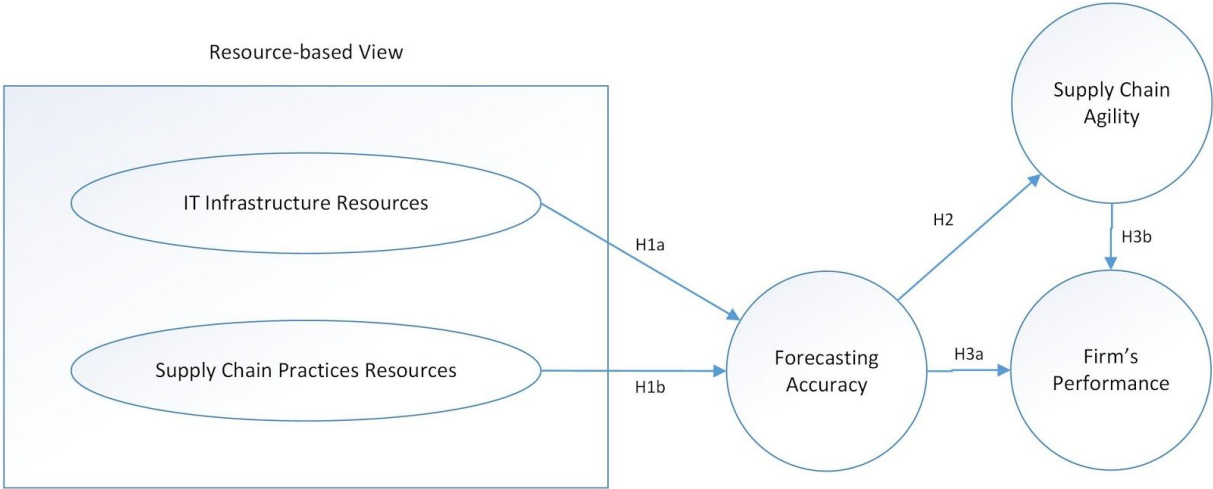 Resource-based View
IT Infrastructure Resources
Supply Chain Practices Resources
H1a
H1b
Forecasting
Accuracy
H2
H3a
Supply Chain
Agility
H3b
Firm’s
Performance